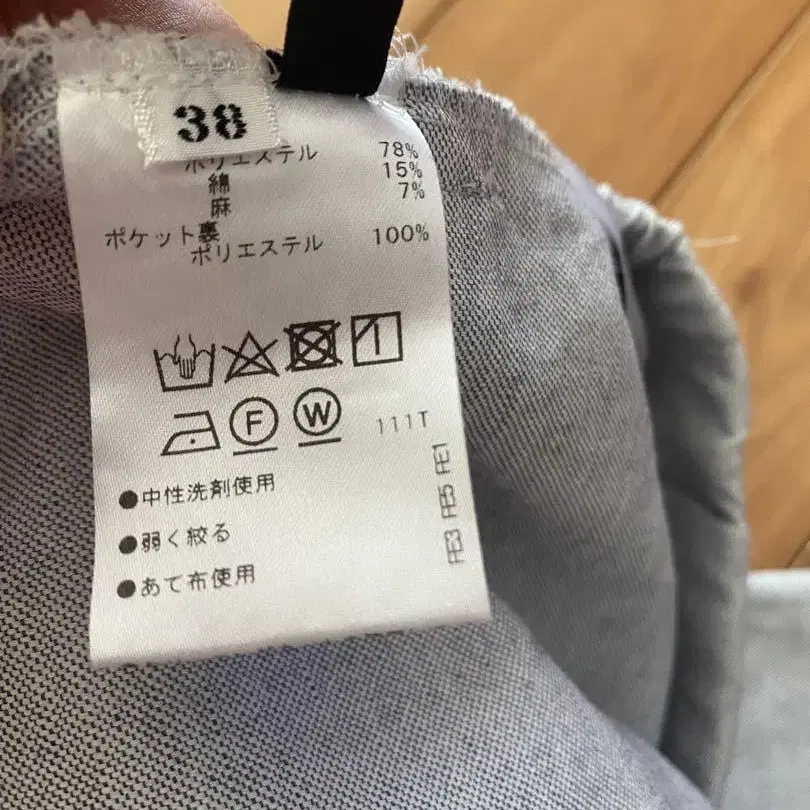 38
ポリエステル 78%
綿 15%
麻 7%
ポケット裏
ポリエステル 100%
F W 111T
●中性洗剤使用
●弱く絞る
●あて布使用
FE3 FE5 FE1